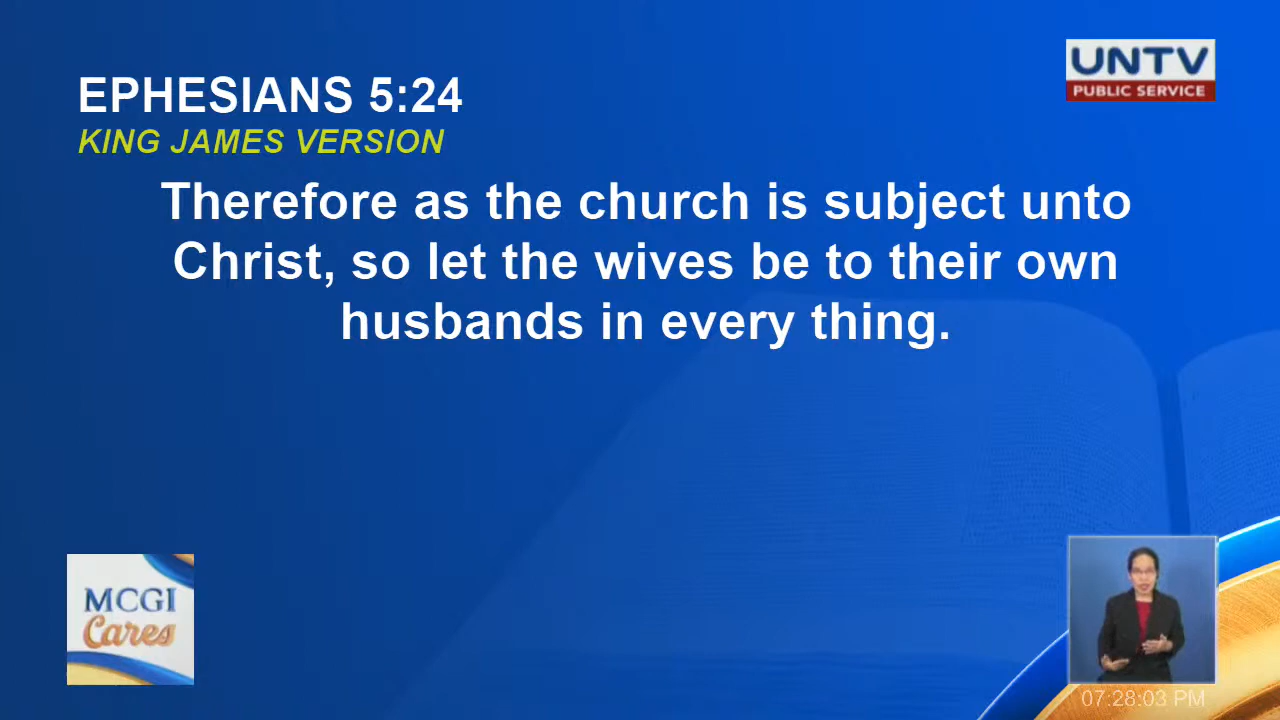 UNTV
PUBLIC SERVICE
EPHESIANS 5:24
KING JAMES VERSION
Therefore as the church is subject unto
Christ, so let the wives be to their own
husbands in every thing.
MCGI
Cares
07:28:03 PM